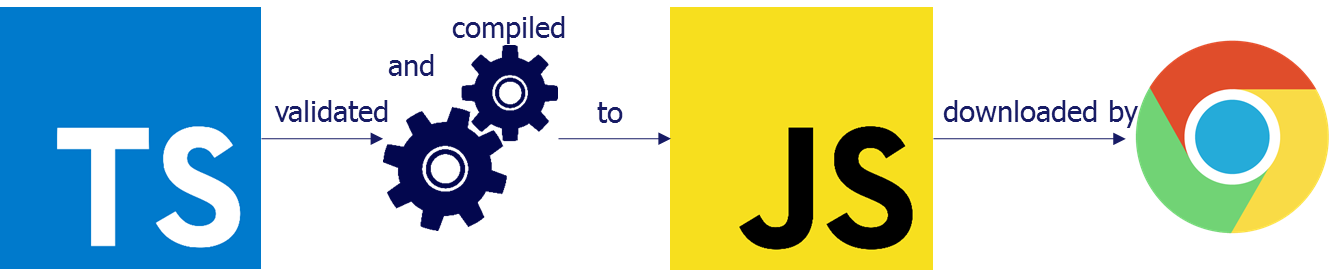 TS
validated
and
compiled
to
JS
downloaded by